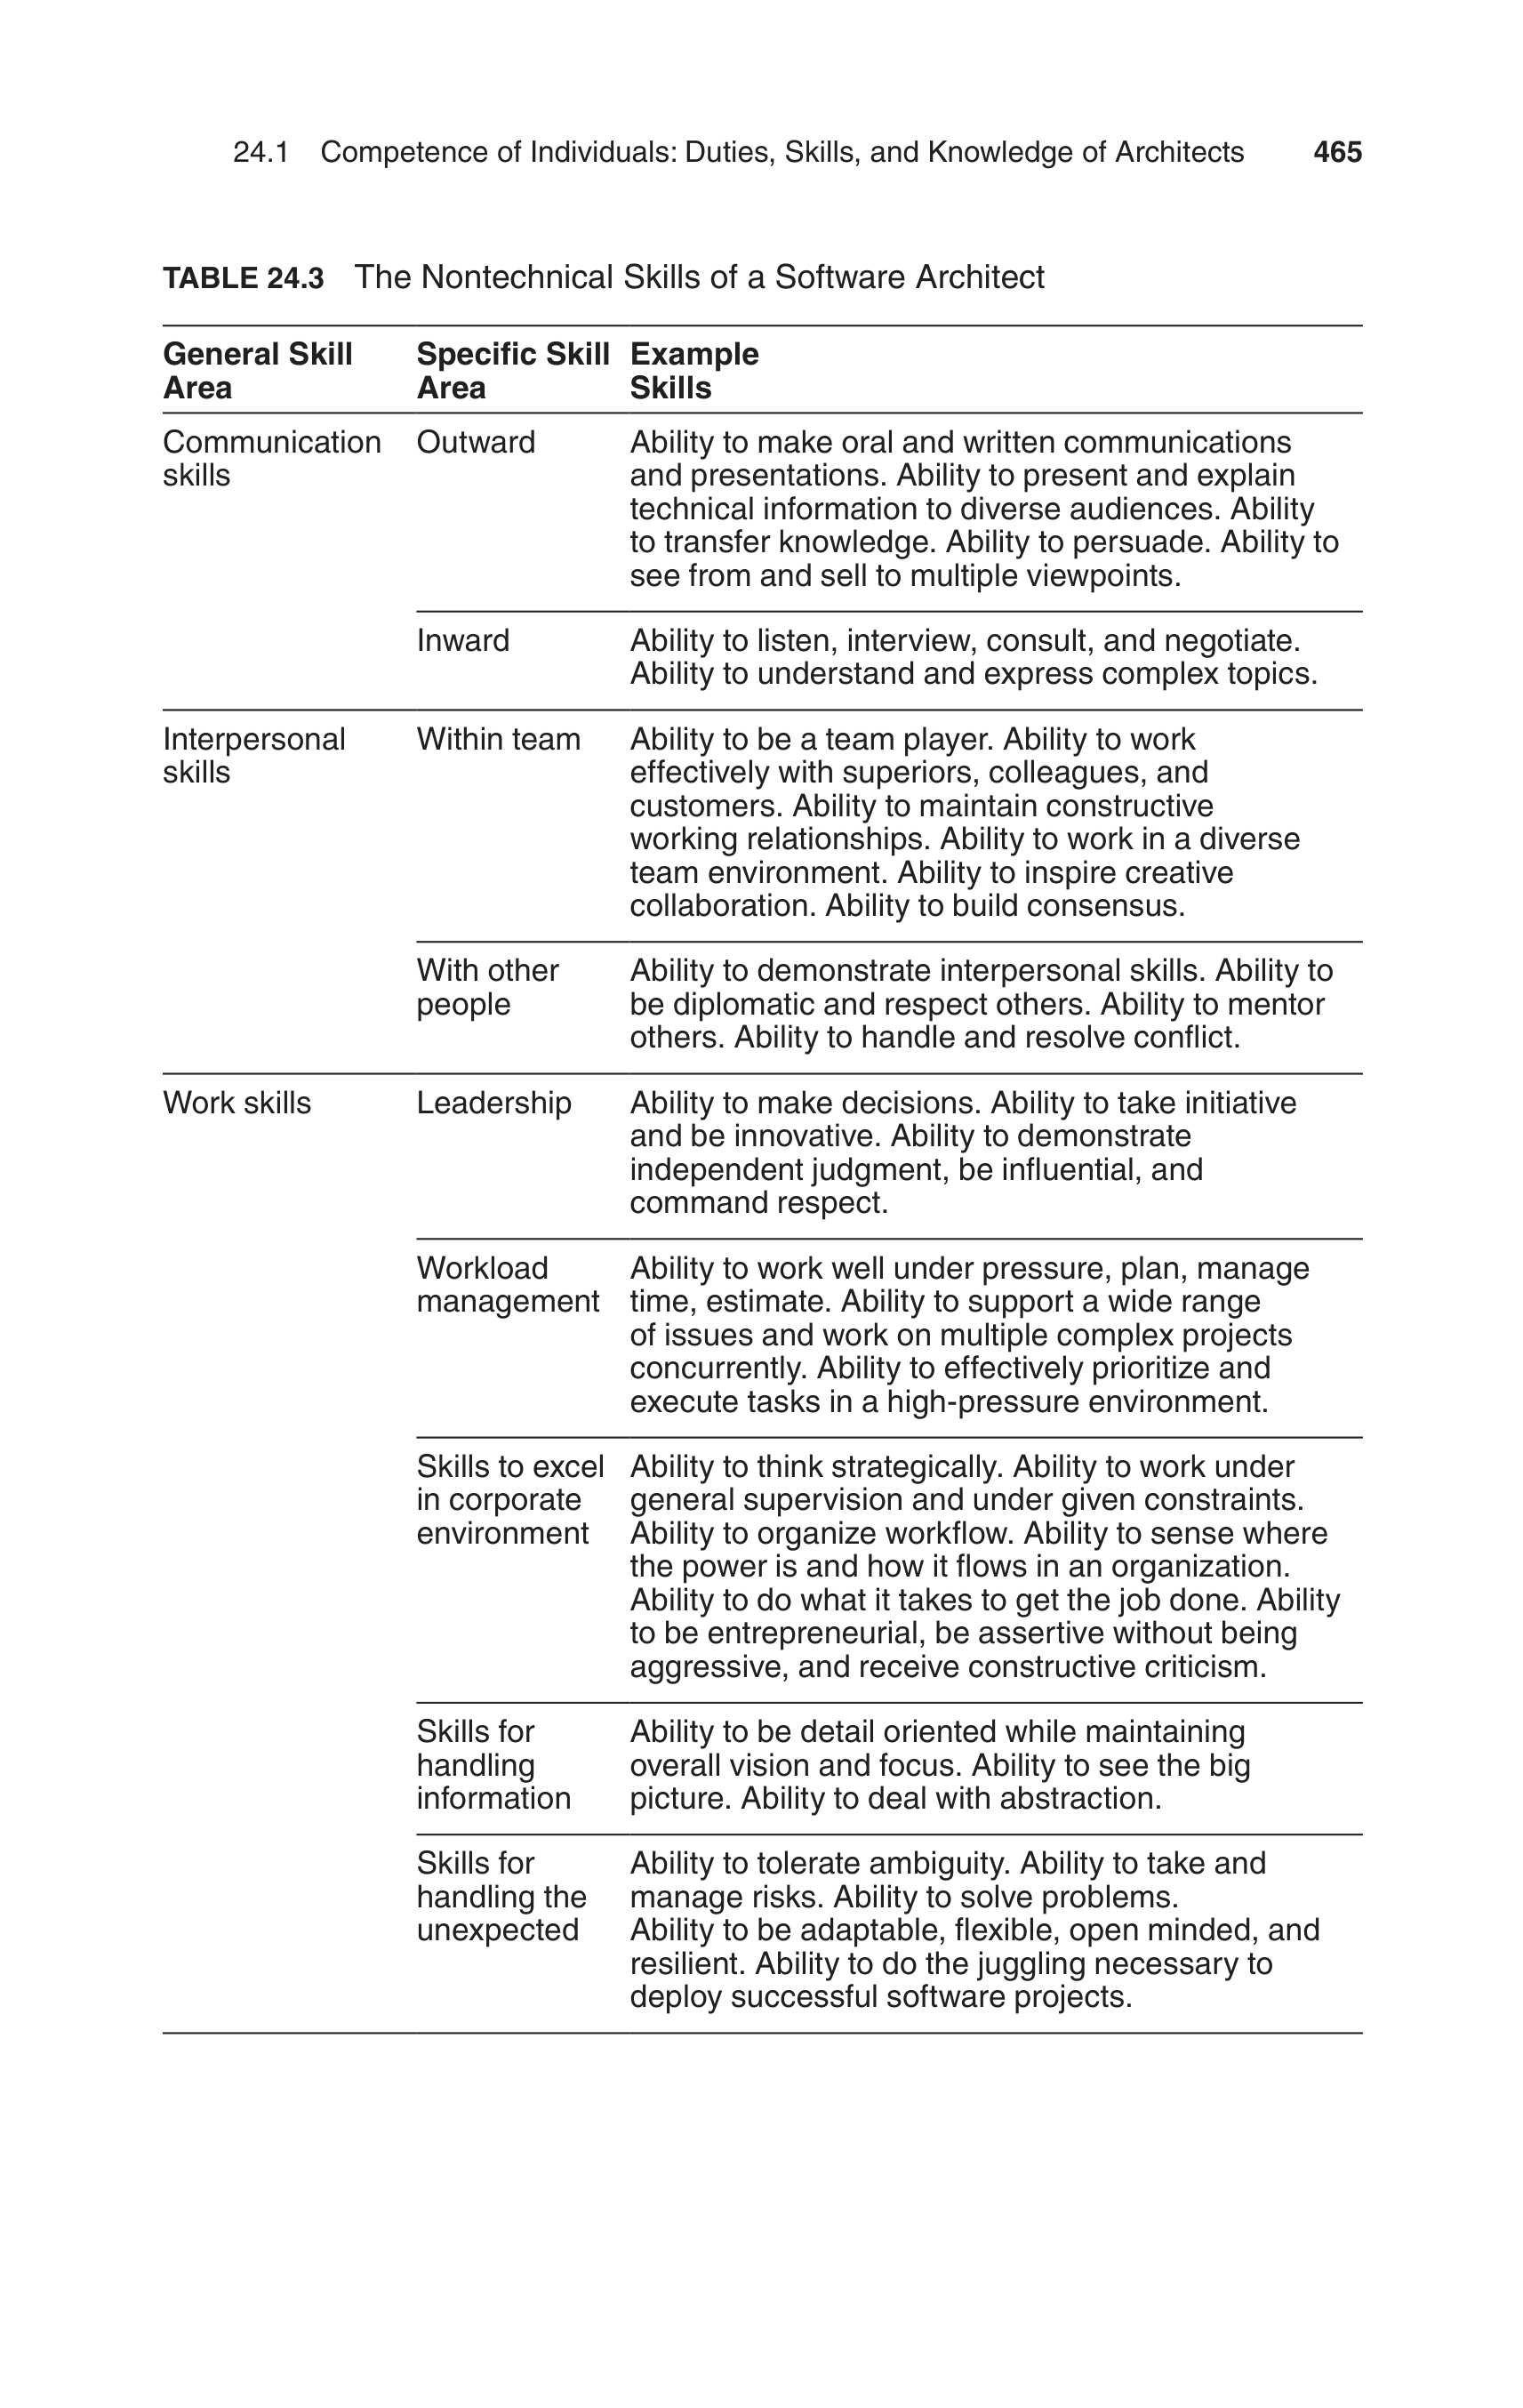 24.1 Competence of Individuals: Duties, Skills, and Knowledge of Architects 465
TABLE 24.3 The Nontechnical Skills of a Software Architect
General Skill Area
Specific Skill Area
Example Skills
Communication
skills
Outward
Ability to make oral and written communications
and presentations. Ability to present and explain
technical information to diverse audiences. Ability
to transfer knowledge. Ability to persuade. Ability to
see from and sell to multiple viewpoints.
Inward
Ability to listen, interview, consult, and negotiate.
Ability to understand and express complex topics.
Interpersonal
skills
Within team
Ability to be a team player. Ability to work
effectively with superiors, colleagues, and
customers. Ability to maintain constructive
working relationships. Ability to work in a diverse
team environment. Ability to inspire creative
collaboration. Ability to build consensus.
With other
people
Ability to demonstrate interpersonal skills. Ability to
be diplomatic and respect others. Ability to mentor
others. Ability to handle and resolve conflict.
Work skills
Leadership
Ability to make decisions. Ability to take initiative
and be innovative. Ability to demonstrate
independent judgment, be influential, and
command respect.
Workload
management
Ability to work well under pressure, plan, manage
time, estimate. Ability to support a wide range
of issues and work on multiple complex projects
concurrently. Ability to effectively prioritize and
execute tasks in a high-pressure environment.
Skills to excel
in corporate
environment
Ability to think strategically. Ability to work under
general supervision and under given constraints.
Ability to organize workflow. Ability to sense where
the power is and how it flows in an organization.
Ability to do what it takes to get the job done. Ability
to be entrepreneurial, be assertive without being
aggressive, and receive constructive criticism.
Skills for
handling
information
Ability to be detail oriented while maintaining
overall vision and focus. Ability to see the big
picture. Ability to deal with abstraction.
Skills for
handling the
unexpected
Ability to tolerate ambiguity. Ability to take and
manage risks. Ability to solve problems.
Ability to be adaptable, flexible, open minded, and
resilient. Ability to do the juggling necessary to
deploy successful software projects.